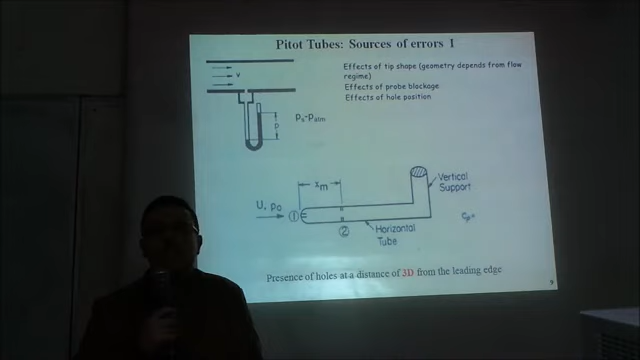 Pitot Tubes: Sources of errors I
Effects of tip shape (geometry depends from flow
regime)
Effects of probe blockage
Effects of hole position
V
D
Ps-Patm
xm
U, po
①
②
Vertical
Support
Horizontal
Tube
Cp=
Presence of holes at a distance of 3D from the leading edge
9